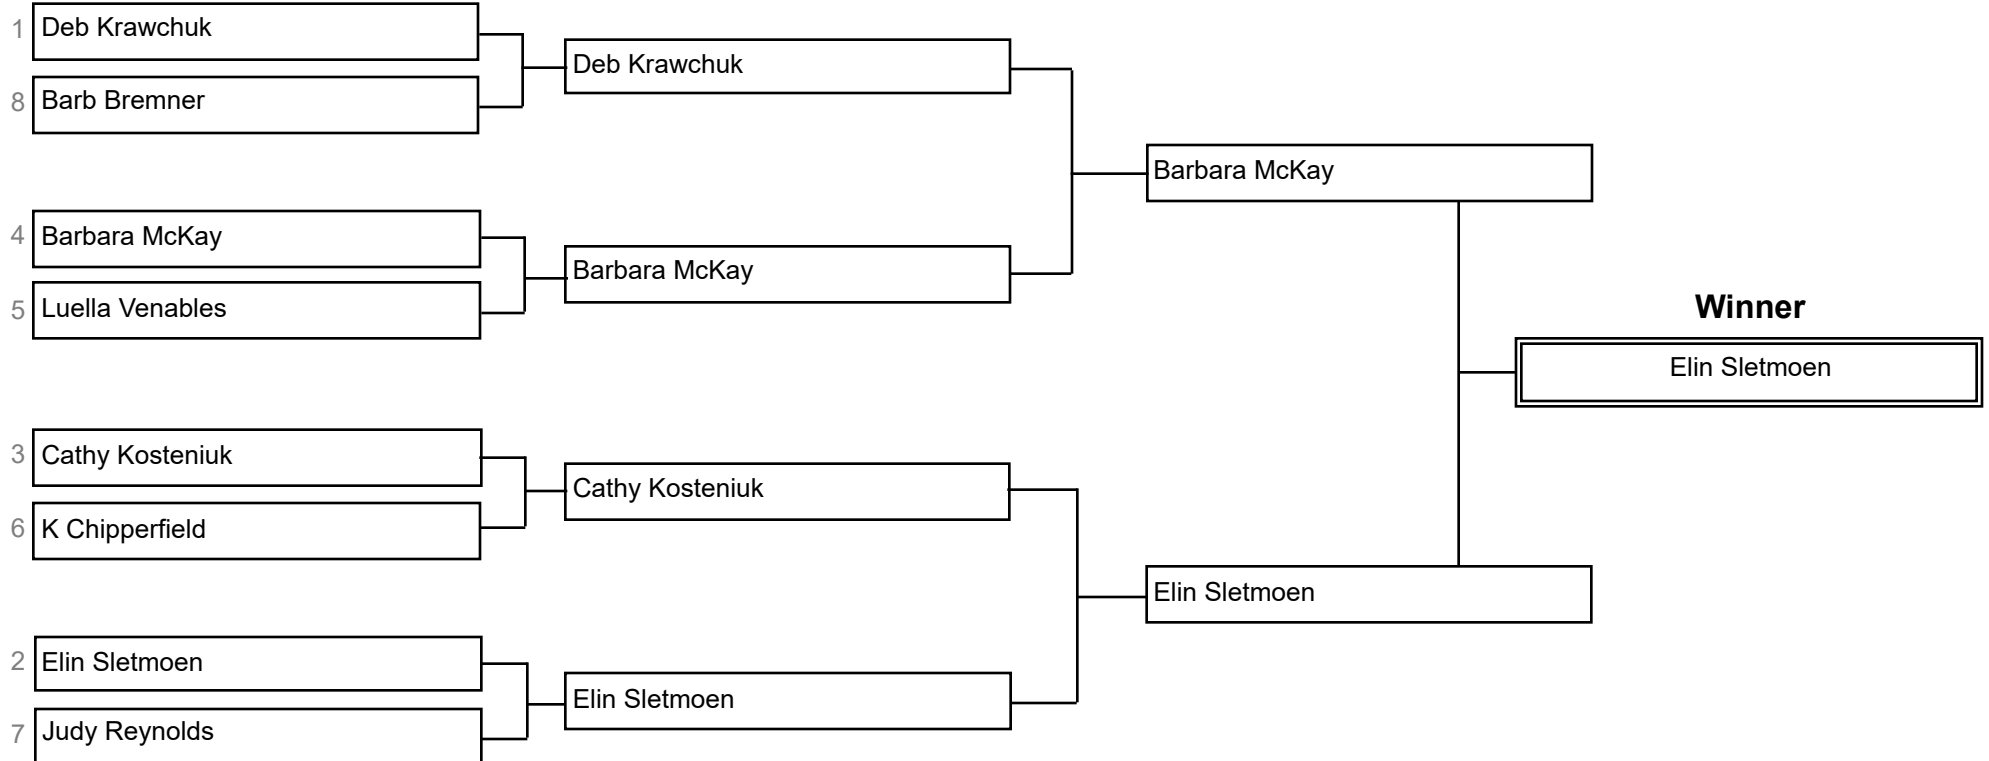 1 Deb Krawchuk
Deb Krawchuk
8 Barb Bremner
Barbara McKay
4 Barbara McKay
Barbara McKay
5 Luella Venables
Winner
Elin Sletmoen
3 Cathy Kosteniuk
Cathy Kosteniuk
6 K Chipperfield
Elin Sletmoen
2 Elin Sletmoen
Elin Sletmoen
7 Judy Reynolds